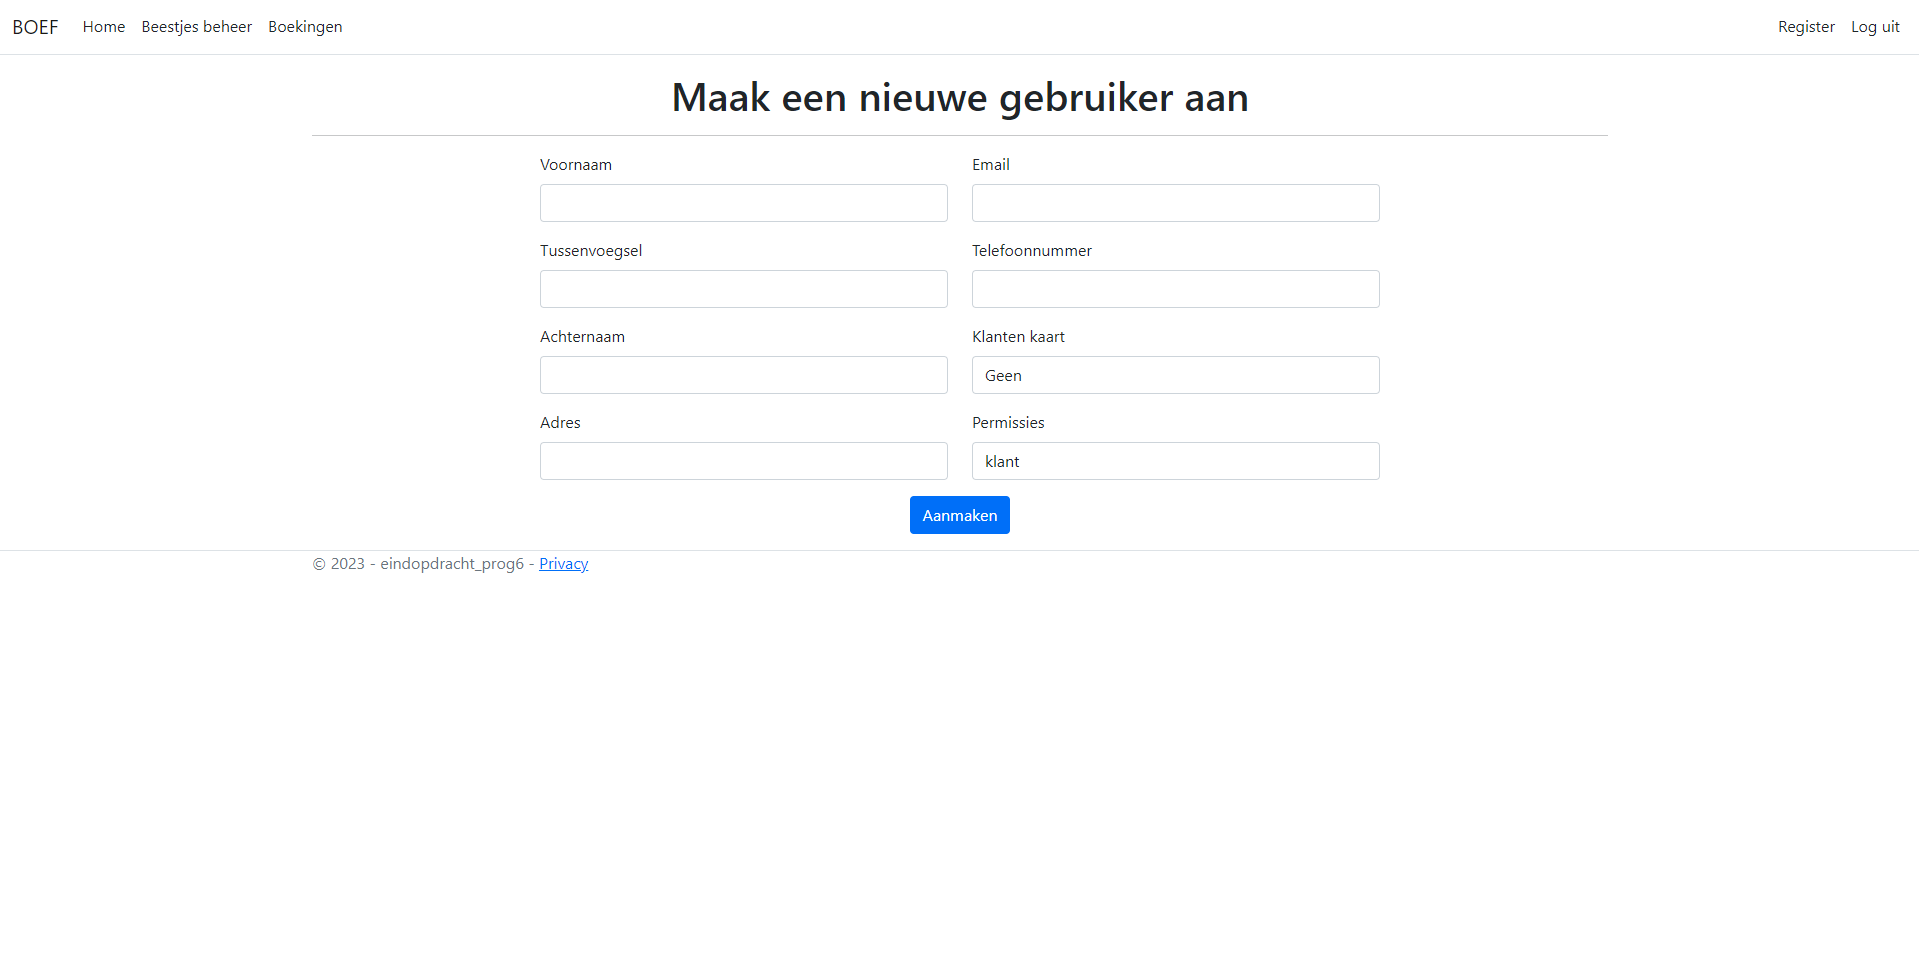 BOEF Home Beestjes beheer Boekingen Register Log uit
Maak een nieuwe gebruiker aan
Voornaam
Email
Tussenvoegsel
Telefoonnummer
Achternaam
Klanten kaart
Geen
Adres
Permissies
klant
Aanmaken
© 2023 - eindopdracht_prog6 - Privacy